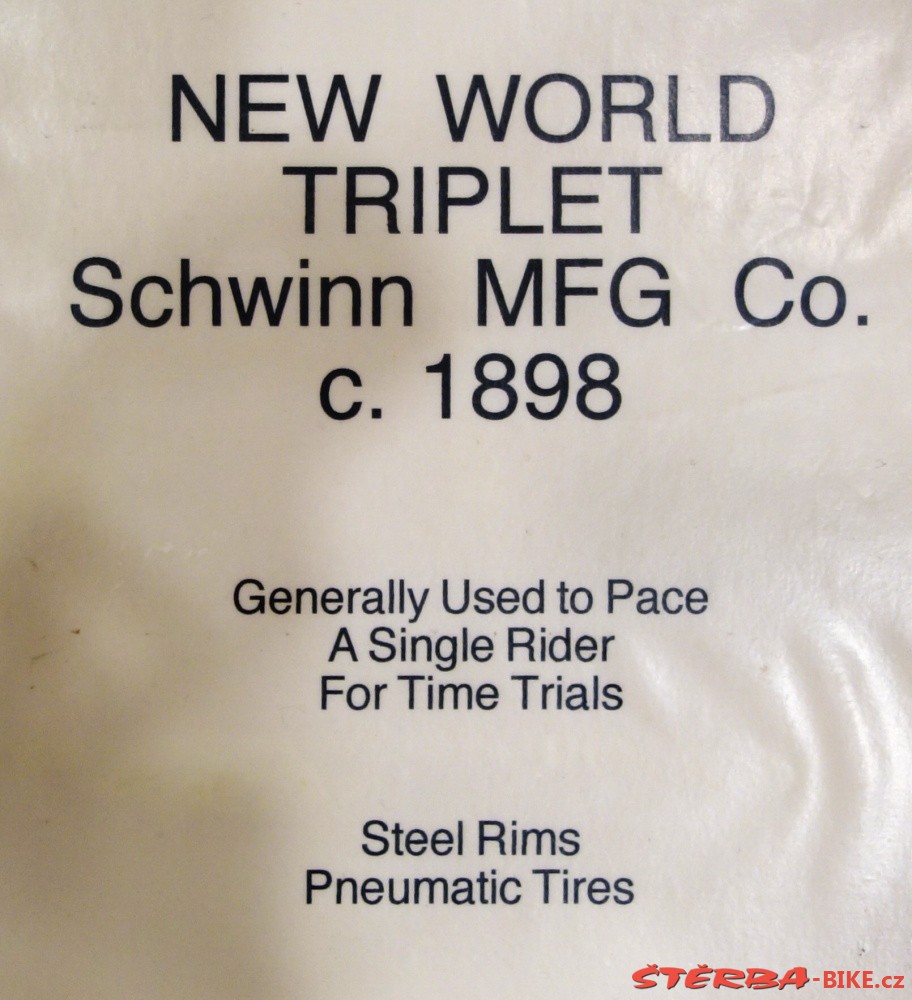 NEW WORLD
TRIPLET
Schwinn MFG Co.
c. 1898
Generally Used to Pace
A Single Rider
For Time Trials
Steel Rims
Pneumatic Tires
ŠTĚRBA-BIKE.cz